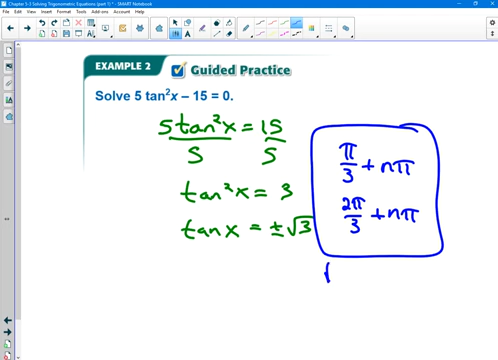 Chapter 5-3 Solving Trigonometric Equations (part 1) * - SMART Notebook
File Edit View Insert Format Tools Add-ons Help
EXAMPLE 2 Guided Practice
Solve 5 tan²x – 15 = 0.
5tan²x = 15
5 5
tan²x = 3
tan x = ±√3
π/3 + nπ
2π/3 + nπ